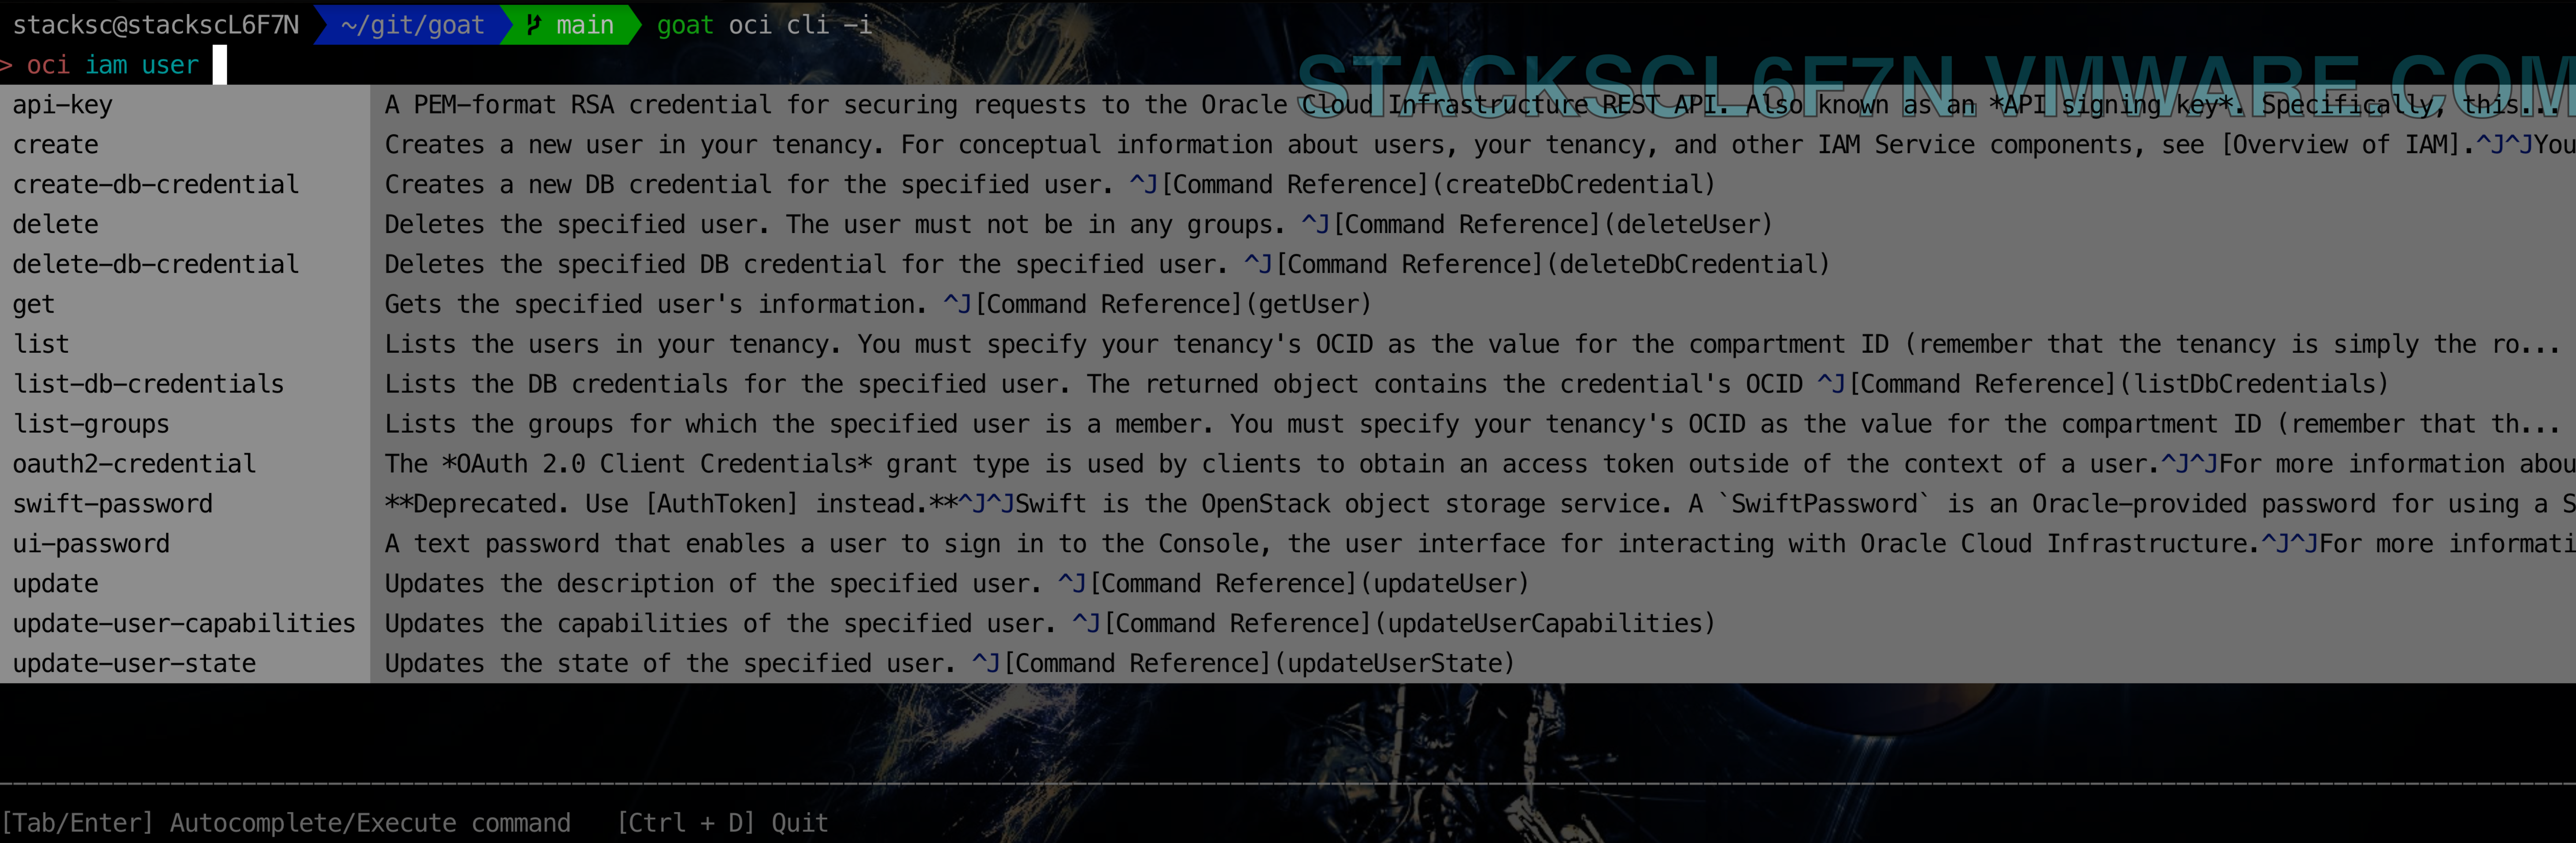 stacksc@stackscL6F7N ~/git/goat main goat oci cli -i
> oci iam user
STACKSCL6F7N.VMWARE.COM
api-key A PEM-format RSA credential for securing requests to the Oracle Cloud Infrastructure REST API. Also known as an *API signing key*. Specifically, this...
create Creates a new user in your tenancy. For conceptual information about users, your tenancy, and other IAM Service components, see [Overview of IAM].^J^JYou
create-db-credential Creates a new DB credential for the specified user. ^J[Command Reference](createDbCredential)
delete Deletes the specified user. The user must not be in any groups. ^J[Command Reference](deleteUser)
delete-db-credential Deletes the specified DB credential for the specified user. ^J[Command Reference](deleteDbCredential)
get Gets the specified user's information. ^J[Command Reference](getUser)
list Lists the users in your tenancy. You must specify your tenancy's OCID as the value for the compartment ID (remember that the tenancy is simply the ro...
list-db-credentials Lists the DB credentials for the specified user. The returned object contains the credential's OCID ^J[Command Reference](listDbCredentials)
list-groups Lists the groups for which the specified user is a member. You must specify your tenancy's OCID as the value for the compartment ID (remember that th...
oauth2-credential The *OAuth 2.0 Client Credentials* grant type is used by clients to obtain an access token outside of the context of a user.^J^JFor more information abou
swift-password **Deprecated. Use [AuthToken] instead.**^J^JSwift is the OpenStack object storage service. A `SwiftPassword` is an Oracle-provided password for using a S
ui-password A text password that enables a user to sign in to the Console, the user interface for interacting with Oracle Cloud Infrastructure.^J^JFor more informati
update Updates the description of the specified user. ^J[Command Reference](updateUser)
update-user-capabilities Updates the capabilities of the specified user. ^J[Command Reference](updateUserCapabilities)
update-user-state Updates the state of the specified user. ^J[Command Reference](updateUserState)
[Tab/Enter] Autocomplete/Execute command [Ctrl + D] Quit